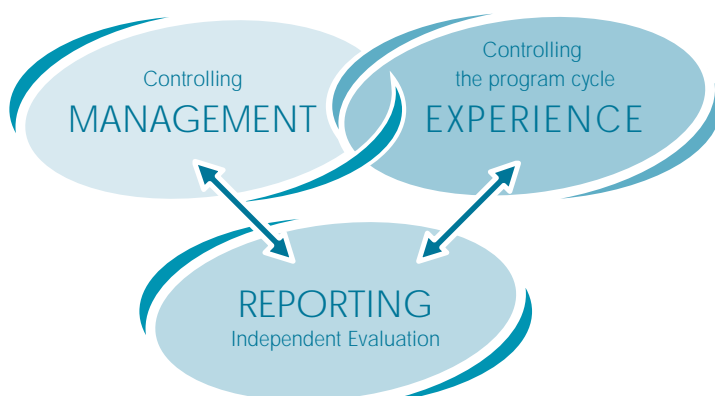 Controlling
MANAGEMENT
Controlling
the program cycle
EXPERIENCE
REPORTING
Independent Evaluation